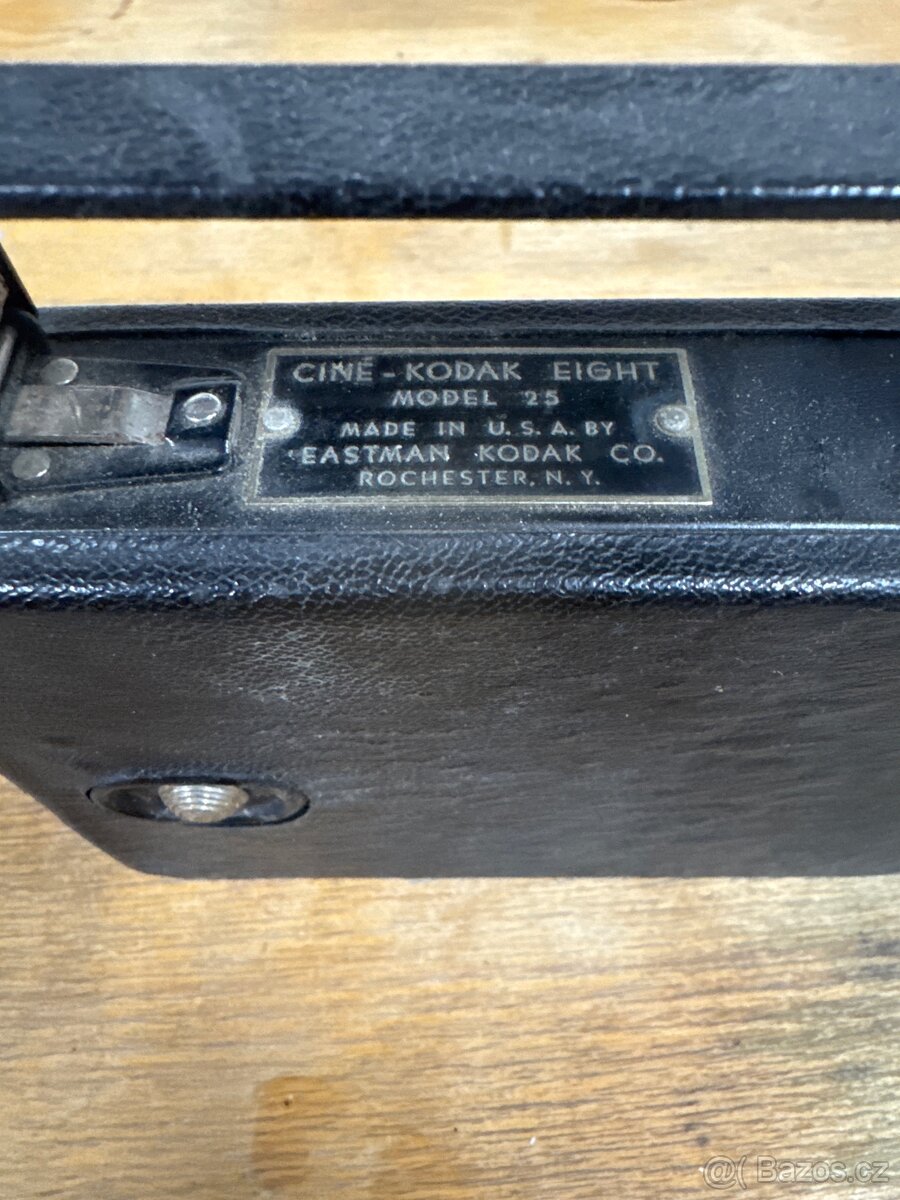 CINÉ-KODAK EIGHT
MODEL 25
MADE IN U.S.A. BY
EASTMAN KODAK CO.
ROCHESTER, N.Y.
@( Bazos.cz